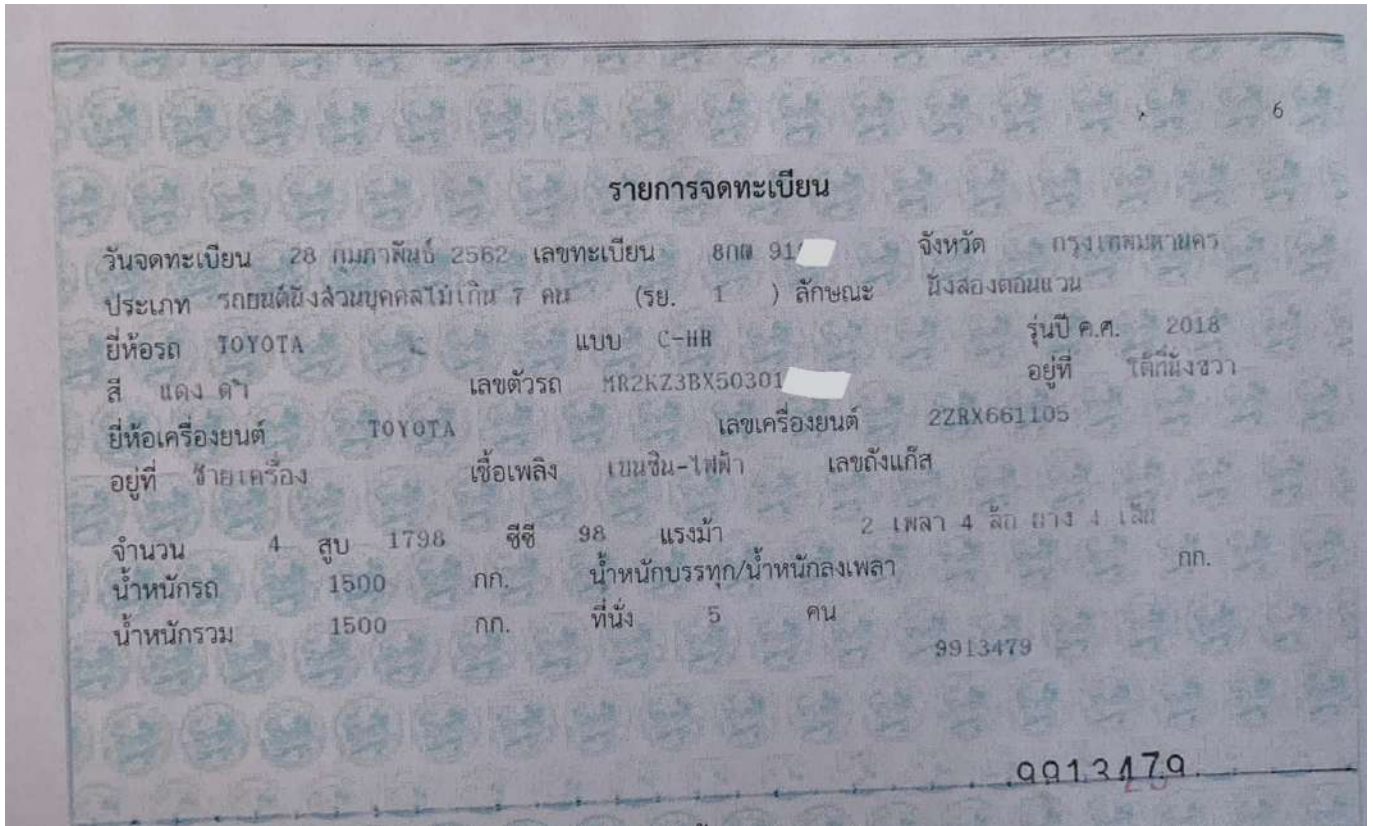 6
รายการจดทะเบียน
วันจดทะเบียน 28 กุมภาพันธ์ 2562 เลขทะเบียน 8กฒ 91 จังหวัด กรุงเทพมหานคร
ประเภท รถยนต์นั่งส่วนบุคคลไม่เกิน 7 คน (รย. 1 ) ลักษณะ นั่งสองตอนแวน
ยี่ห้อรถ TOYOTA แบบ C-HR รุ่นปี ค.ศ. 2018
สี แดง ดำ เลขตัวรถ MR2KZ3BX50301 อยู่ที่ ใต้ที่นั่งขวา
ยี่ห้อเครื่องยนต์ TOYOTA เลขเครื่องยนต์ 2ZRX661105
อยู่ที่ ซ้ายเครื่อง เชื้อเพลิง เบนซิน-ไฟฟ้า เลขถังแก๊ส
จำนวน 4 สูบ 1798 ซีซี 98 แรงม้า 2 เพลา 4 ล้อ ยาง 4 เส้น
น้ำหนักรถ 1500 กก. น้ำหนักบรรทุก/น้ำหนักลงเพลา กก.
น้ำหนักรวม 1500 กก. ที่นั่ง 5 คน
9913479
9913479